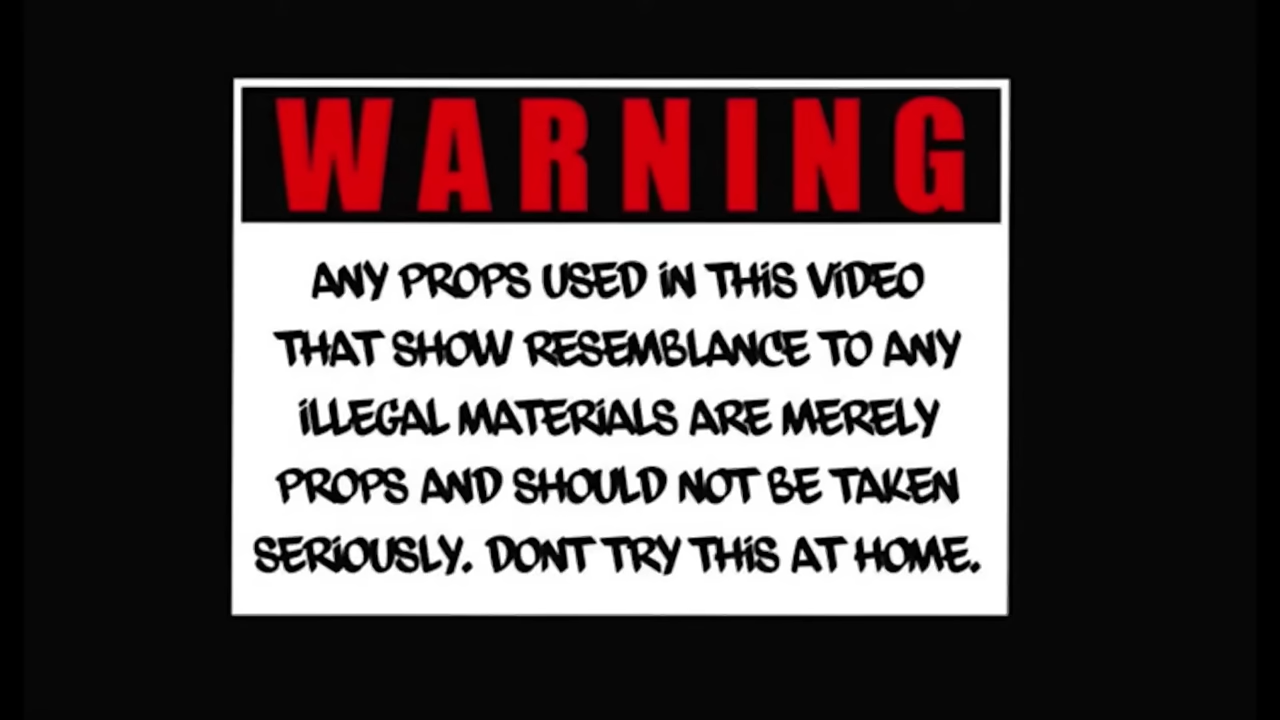 WARNING
ANY PROPS USED iN THiS ViDEO
THAT SHOW RESEMBLANCE TO ANY
iLLEGAL MATERiALS ARE MERELY
PROPS AND SHOULD NOT BE TAKEN
SERiOUSLY. DONT TRY THiS AT HOME.